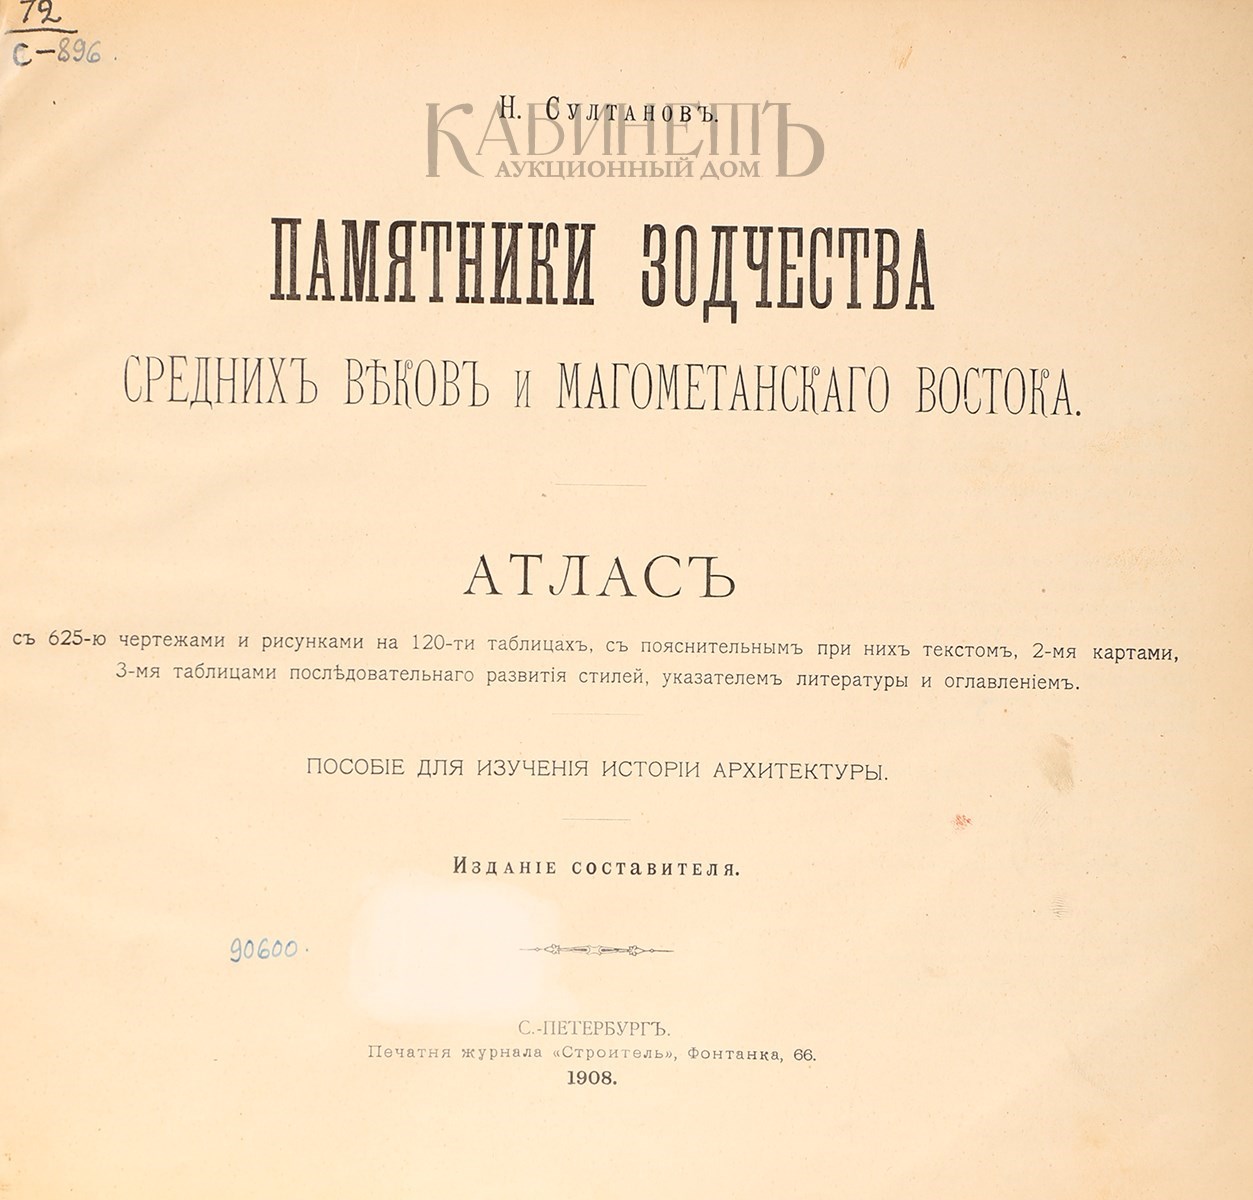 72
С-896.
Н. Султановъ.
КАБИНЕТЪ
АУКЦИОННЫЙ ДОМ
ПАМЯТНИКИ ЗОДЧЕСТВА
СРЕДНИХЪ ВѢКОВЪ И МАГОМЕТАНСКАГО ВОСТОКА.
АТЛАСЪ
съ 625-ю чертежами и рисунками на 120-ти таблицахъ, съ пояснительнымъ при нихъ текстомъ, 2-мя картами,
3-мя таблицами послѣдовательнаго развитія стилей, указателемъ литературы и оглавленіемъ.
ПОСОБІЕ ДЛЯ ИЗУЧЕНІЯ ИСТОРІИ АРХИТЕКТУРЫ.
Изданіе составителя.
90600.
С.-ПЕТЕРБУРГЪ.
Печатня журнала «Строитель», Фонтанка, 66.
1908.